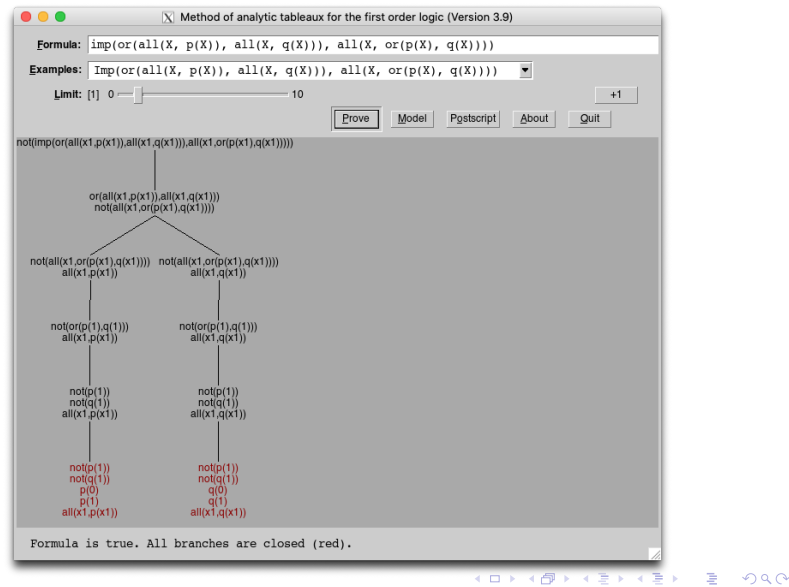 Method of analytic tableaux for the first order logic (Version 3.9)
Formula: imp(or(all(X, p(X)), all(X, q(X))), all(X, or(p(X), q(X))))
Examples: Imp(or(all(X, p(X)), all(X, q(X))), all(X, or(p(X), q(X))))
Limit: [1] 0 10 +1
Prove Model Postscript About Quit
not(imp(or(all(x1,p(x1)),all(x1,q(x1))),all(x1,or(p(x1),q(x1)))))
or(all(x1,p(x1)),all(x1,q(x1)))
not(all(x1,or(p(x1),q(x1))))
not(all(x1,or(p(x1),q(x1)))) not(all(x1,or(p(x1),q(x1))))
all(x1,p(x1)) all(x1,q(x1))
not(or(p(1),q(1))) not(or(p(1),q(1)))
all(x1,p(x1)) all(x1,q(x1))
not(p(1)) not(p(1))
not(q(1)) not(q(1))
all(x1,p(x1)) all(x1,q(x1))
not(p(1)) not(p(1))
not(q(1)) not(q(1))
p(0) q(0)
p(1) q(1)
all(x1,p(x1)) all(x1,q(x1))
Formula is true. All branches are closed (red).